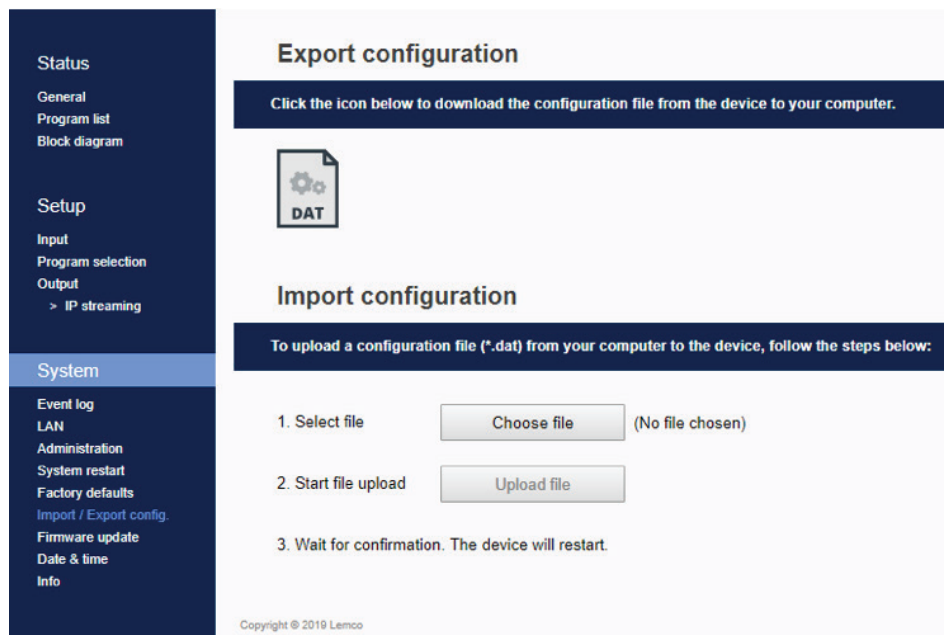 Status
General
Program list
Block diagram
Setup
Input
Program selection
Output
> IP streaming
System
Event log
LAN
Administration
System restart
Factory defaults
Import / Export config.
Firmware update
Date & time
Info
Export configuration
Click the icon below to download the configuration file from the device to your computer.
DAT
Import configuration
To upload a configuration file (*.dat) from your computer to the device, follow the steps below:
1. Select file Choose file (No file chosen)
2. Start file upload Upload file
3. Wait for confirmation. The device will restart.
Copyright © 2019 Lemco